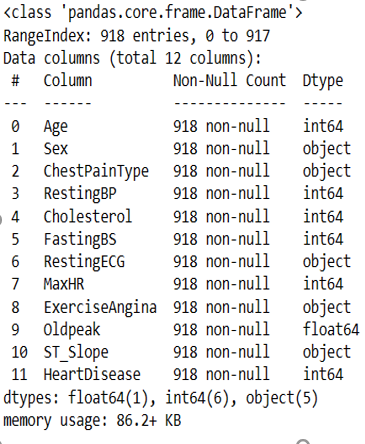 <class 'pandas.core.frame.DataFrame'>
RangeIndex: 918 entries, 0 to 917
Data columns (total 12 columns):
 #   Column          Non-Null Count  Dtype
---  ------          --------------  -----
 0   Age             918 non-null    int64
 1   Sex             918 non-null    object
 2   ChestPainType   918 non-null    object
 3   RestingBP       918 non-null    int64
 4   Cholesterol     918 non-null    int64
 5   FastingBS       918 non-null    int64
 6   RestingECG      918 non-null    object
 7   MaxHR           918 non-null    int64
 8   ExerciseAngina  918 non-null    object
 9   Oldpeak         918 non-null    float64
 10  ST_Slope        918 non-null    object
 11  HeartDisease    918 non-null    int64
dtypes: float64(1), int64(6), object(5)
memory usage: 86.2+ KB